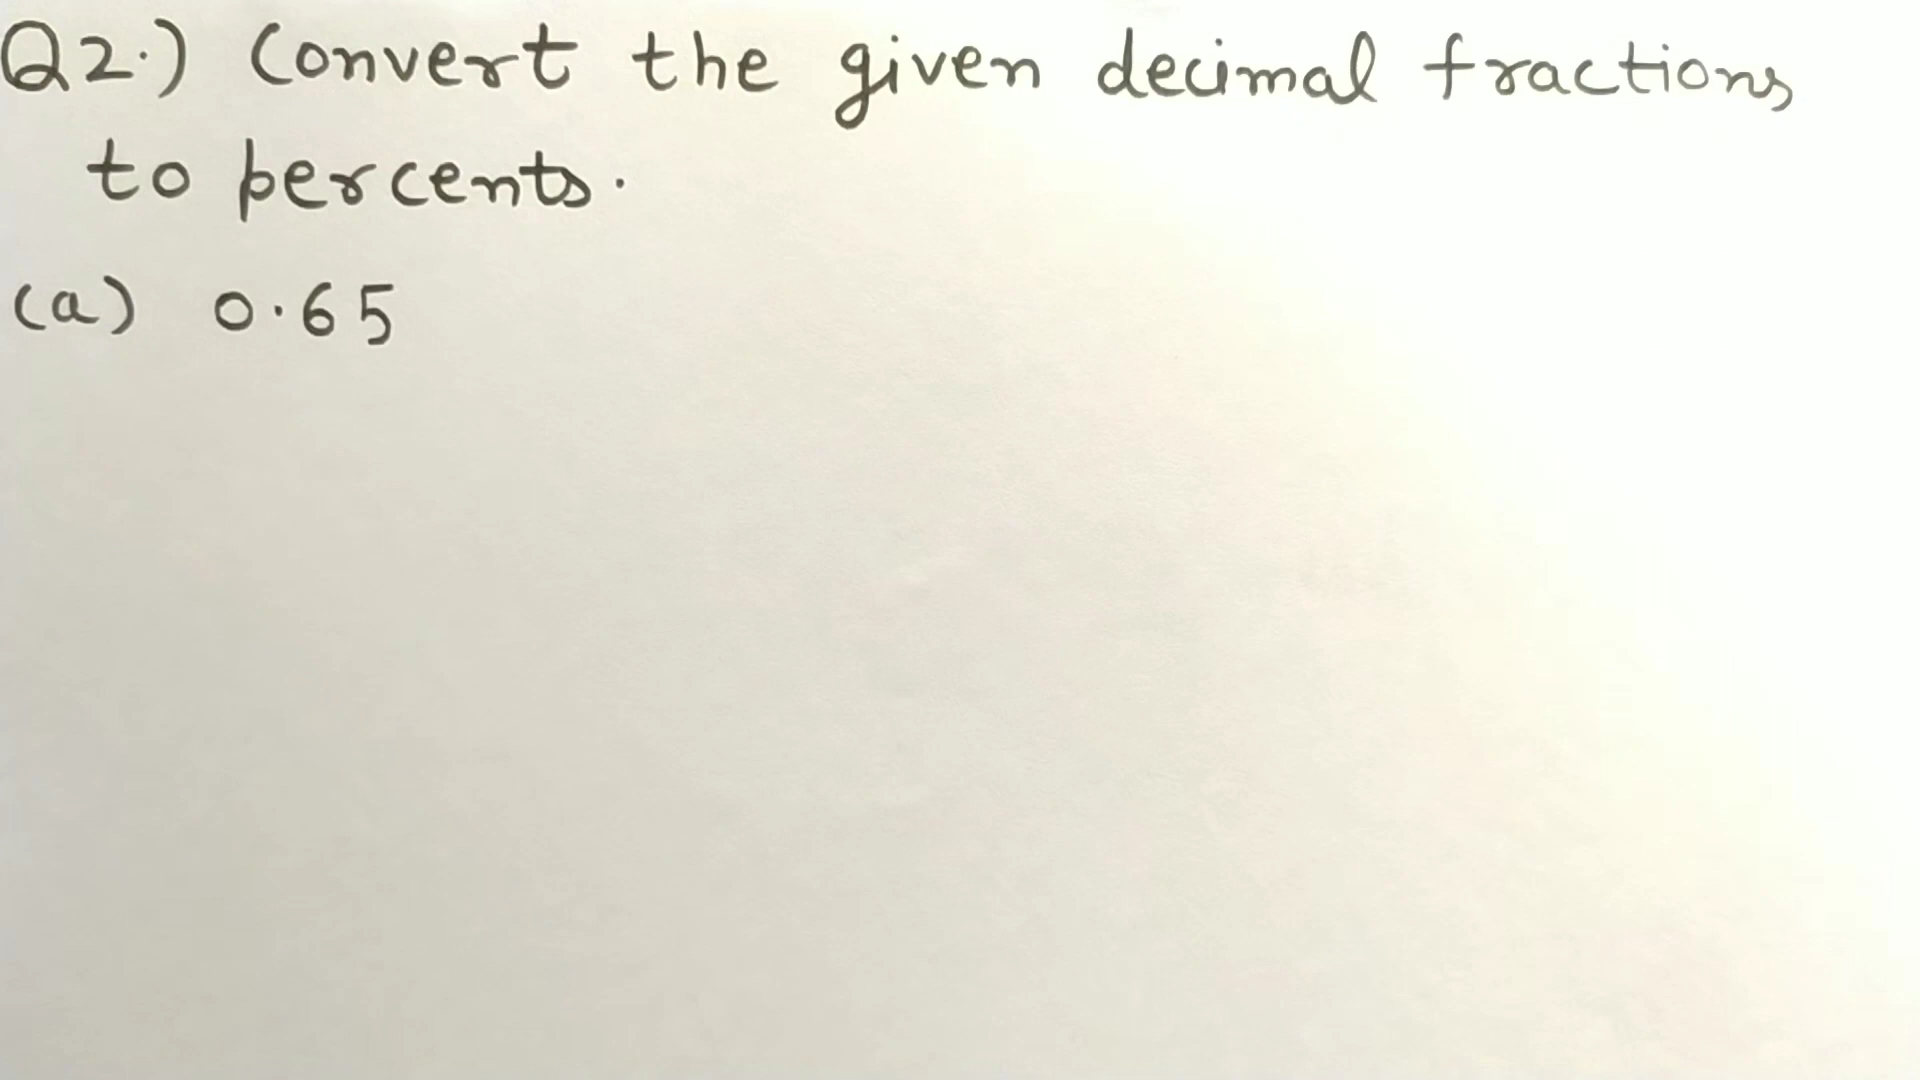 Q2.) Convert the given decimal fractions
to percents.
(a) 0.65